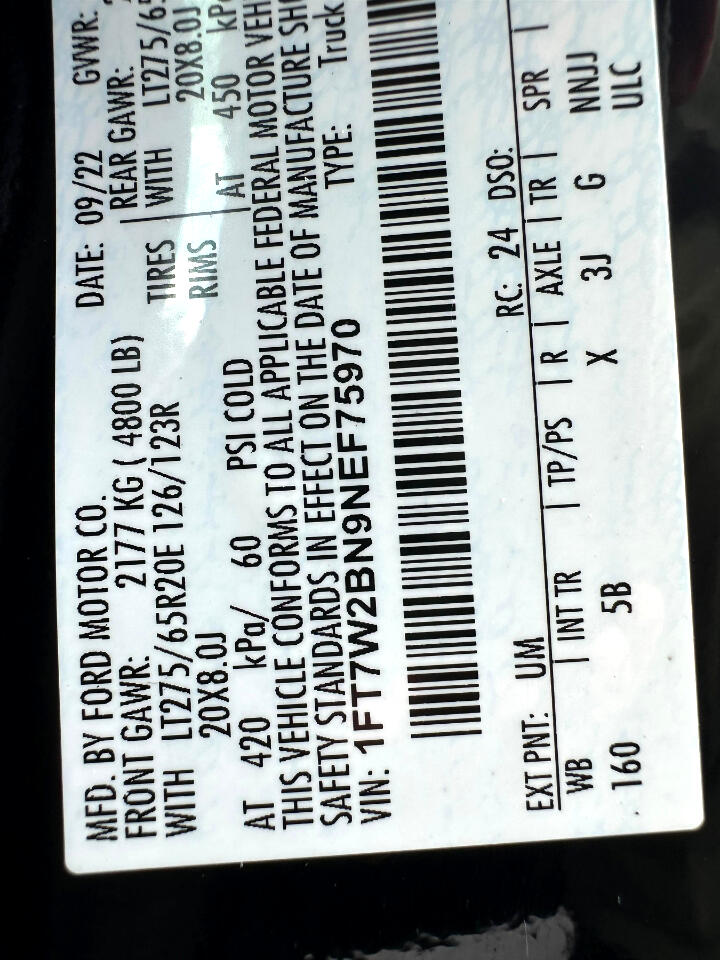 MFD. BY FORD MOTOR CO. DATE: 09/22 GVWR:
FRONT GAWR: 2177 KG ( 4800 LB) REAR GAWR:
WITH LT275/65R20E 126/123R TIRES WITH LT275/65
20X8.0J RIMS 20X8.0J
AT 420 kPa/ 60 PSI COLD AT 450 kPa
THIS VEHICLE CONFORMS TO ALL APPLICABLE FEDERAL MOTOR VEH
SAFETY STANDARDS IN EFFECT ON THE DATE OF MANUFACTURE SH
VIN: 1FT7W2BN9NEF75970 TYPE: Truck
EXT PNT: UM RC: 24 DSO:
WB INT TR TP/PS R AXLE TR SPR
160 5B X 3J G NNJJ
ULC